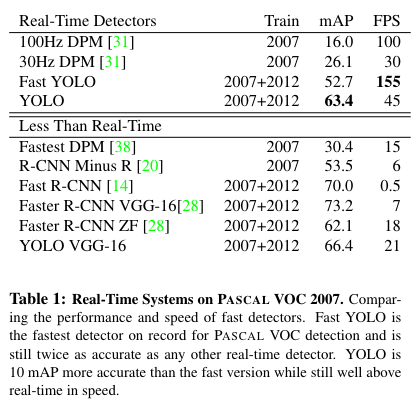 Real-Time Detectors Train mAP FPS
100Hz DPM [31] 2007 16.0 100
30Hz DPM [31] 2007 26.1 30
Fast YOLO 2007+2012 52.7 155
YOLO 2007+2012 63.4 45
Less Than Real-Time
Fastest DPM [38] 2007 30.4 15
R-CNN Minus R [20] 2007 53.5 6
Fast R-CNN [14] 2007+2012 70.0 0.5
Faster R-CNN VGG-16[28] 2007+2012 73.2 7
Faster R-CNN ZF [28] 2007+2012 62.1 18
YOLO VGG-16 2007+2012 66.4 21
Table 1: Real-Time Systems on PASCAL VOC 2007. Compar-
ing the performance and speed of fast detectors. Fast YOLO is
the fastest detector on record for PASCAL VOC detection and is
still twice as accurate as any other real-time detector. YOLO is
10 mAP more accurate than the fast version while still well above
real-time in speed.